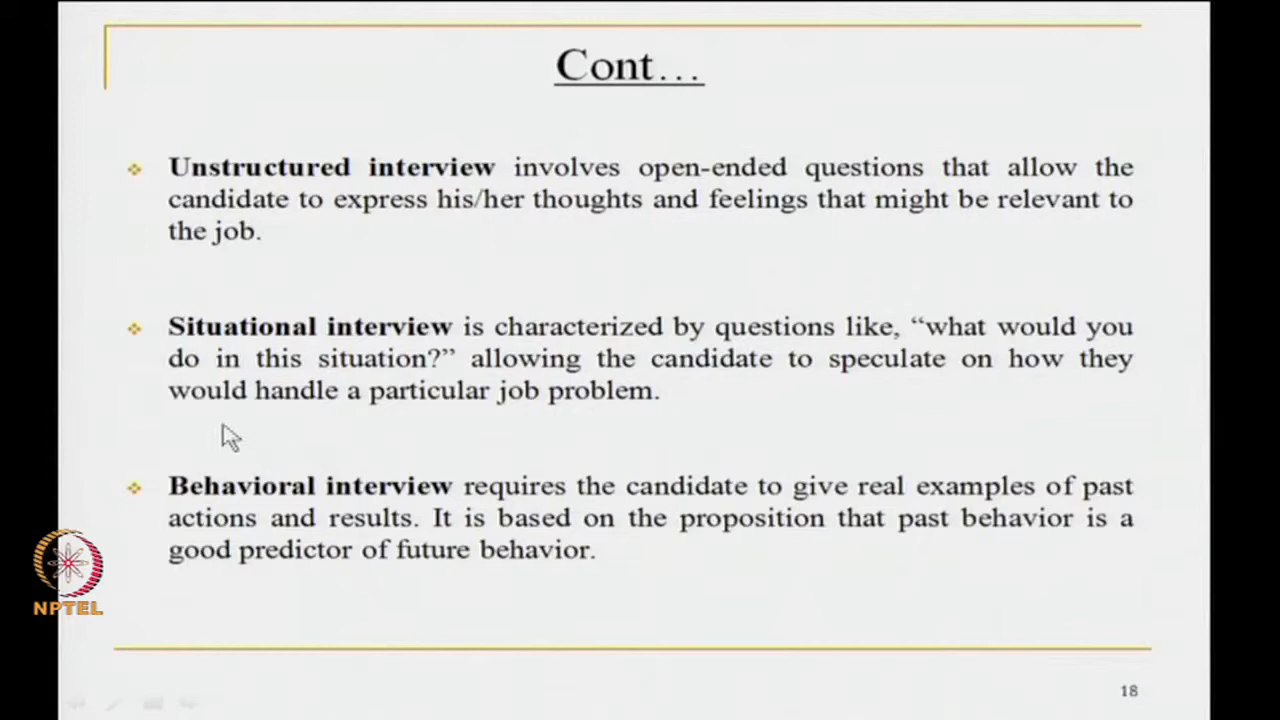 Cont…
Unstructured interview involves open-ended questions that allow the
candidate to express his/her thoughts and feelings that might be relevant to
the job.
Situational interview is characterized by questions like, “what would you
do in this situation?” allowing the candidate to speculate on how they
would handle a particular job problem.
Behavioral interview requires the candidate to give real examples of past
actions and results. It is based on the proposition that past behavior is a
good predictor of future behavior.
NPTEL
18